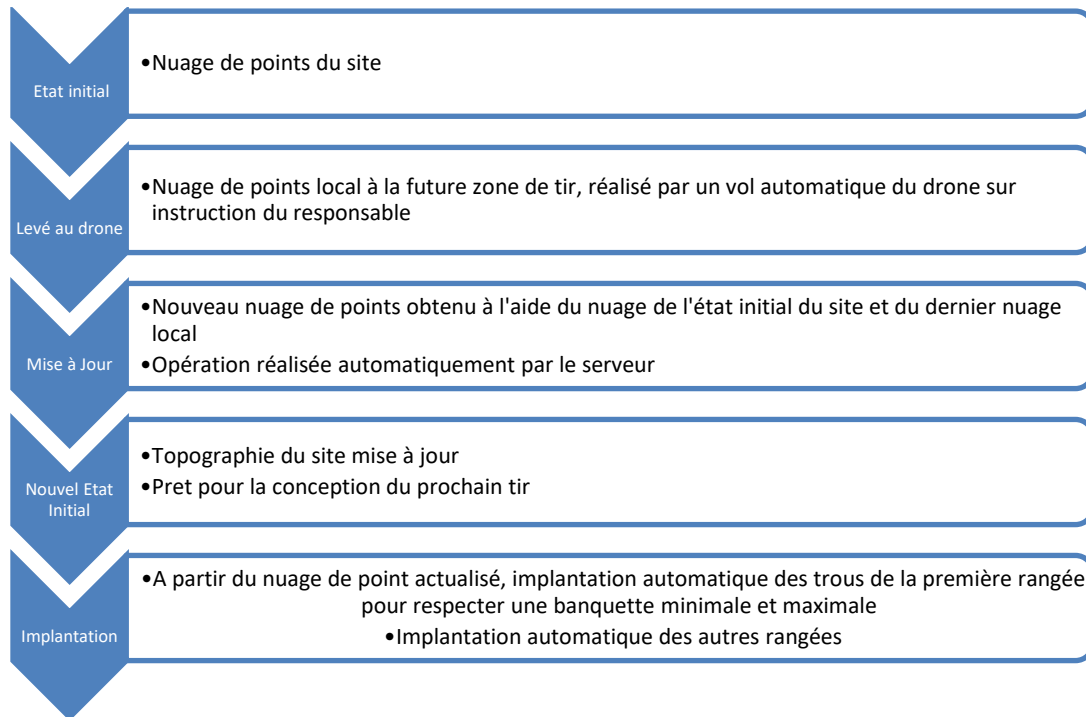 Etat initial
•Nuage de points du site
Levé au drone
•Nuage de points local à la future zone de tir, réalisé par un vol automatique du drone sur
instruction du responsable
Mise à Jour
•Nouveau nuage de points obtenu à l'aide du nuage de l'état initial du site et du dernier nuage
local
•Opération réalisée automatiquement par le serveur
Nouvel Etat
Initial
•Topographie du site mise à jour
•Pret pour la conception du prochain tir
Implantation
•A partir du nuage de point actualisé, implantation automatique des trous de la première rangée
pour respecter une banquette minimale et maximale
•Implantation automatique des autres rangées